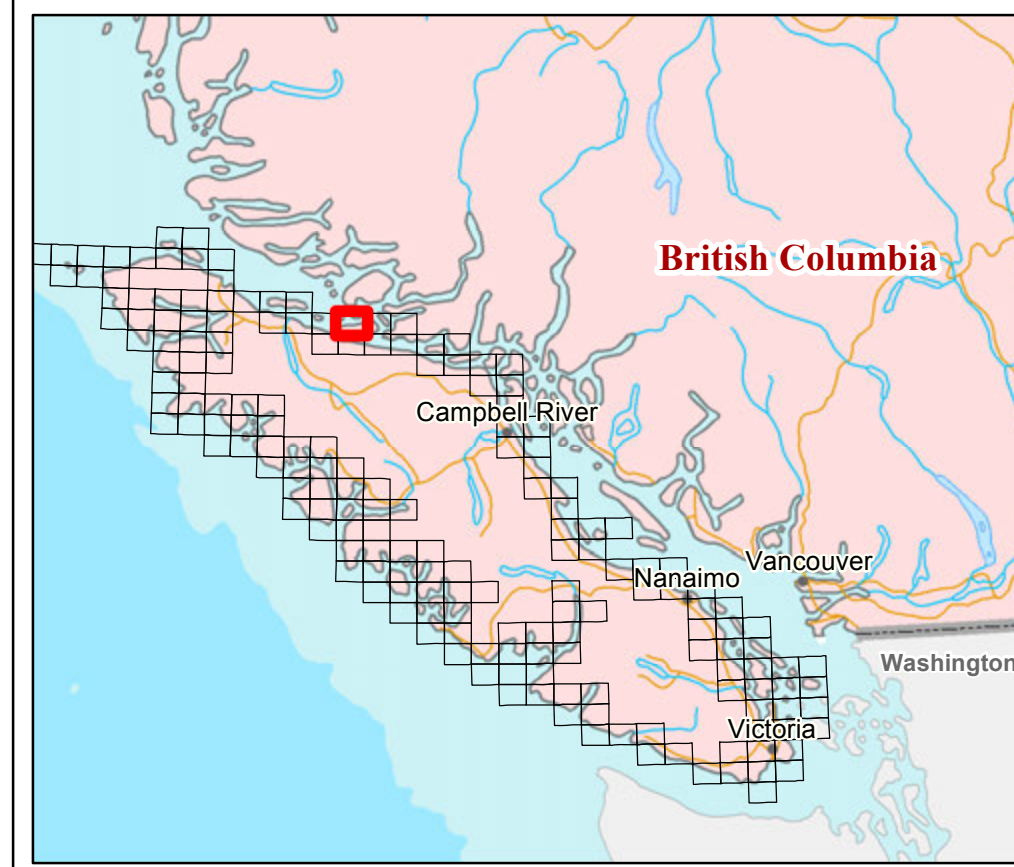 British Columbia
Campbell River
Vancouver
Nanaimo
Washington
Victoria